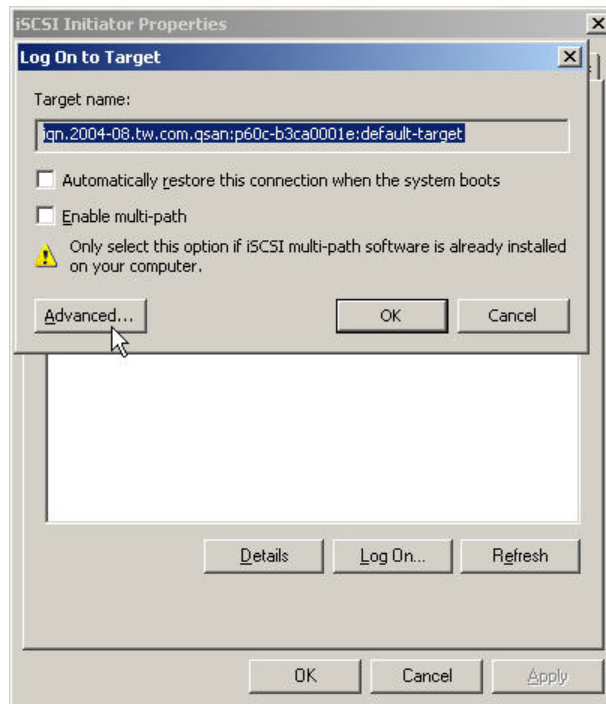 iSCSI Initiator Properties
Log On to Target
Target name:
iqn.2004-08.tw.com.qsan:p60c-b3ca0001e:default-target
Automatically restore this connection when the system boots
Enable multi-path
Only select this option if iSCSI multi-path software is already installed
on your computer.
Advanced...
OK
Cancel
Details
Log On...
Refresh
OK
Cancel
Apply